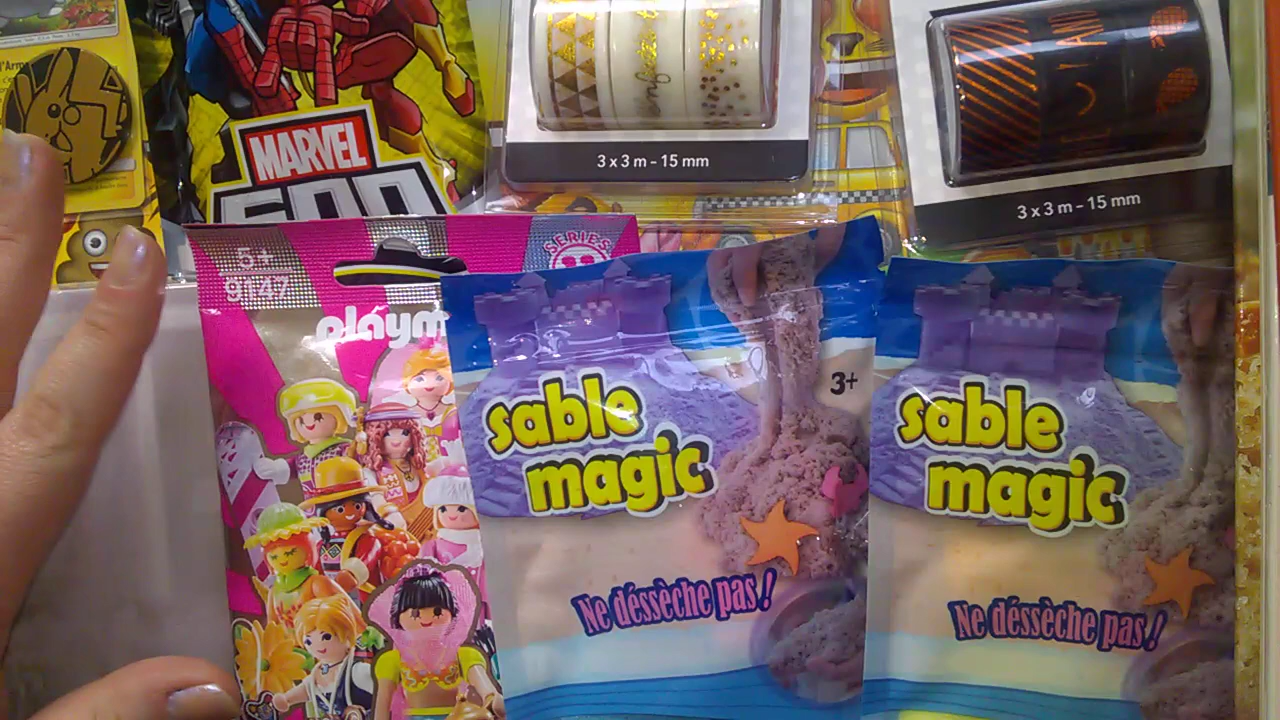 MARVEL
500
3 x 3 m - 15 mm
3 x 3 m - 15 mm
SERIES
5+
9147
playm
sable
magic
3+
Ne déssèche pas !
sable
magic
Ne déssèche pas !